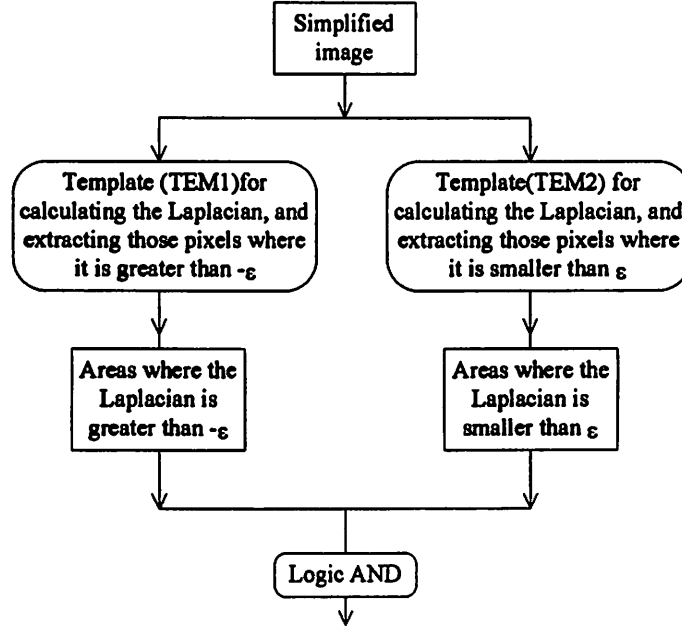 Simplified
image
Template (TEM1)for
calculating the Laplacian, and
extracting those pixels where
it is greater than -ε
Template(TEM2) for
calculating the Laplacian, and
extracting those pixels where
it is smaller than ε
Areas where the
Laplacian is
greater than -ε
Areas where the
Laplacian is
smaller than ε
Logic AND